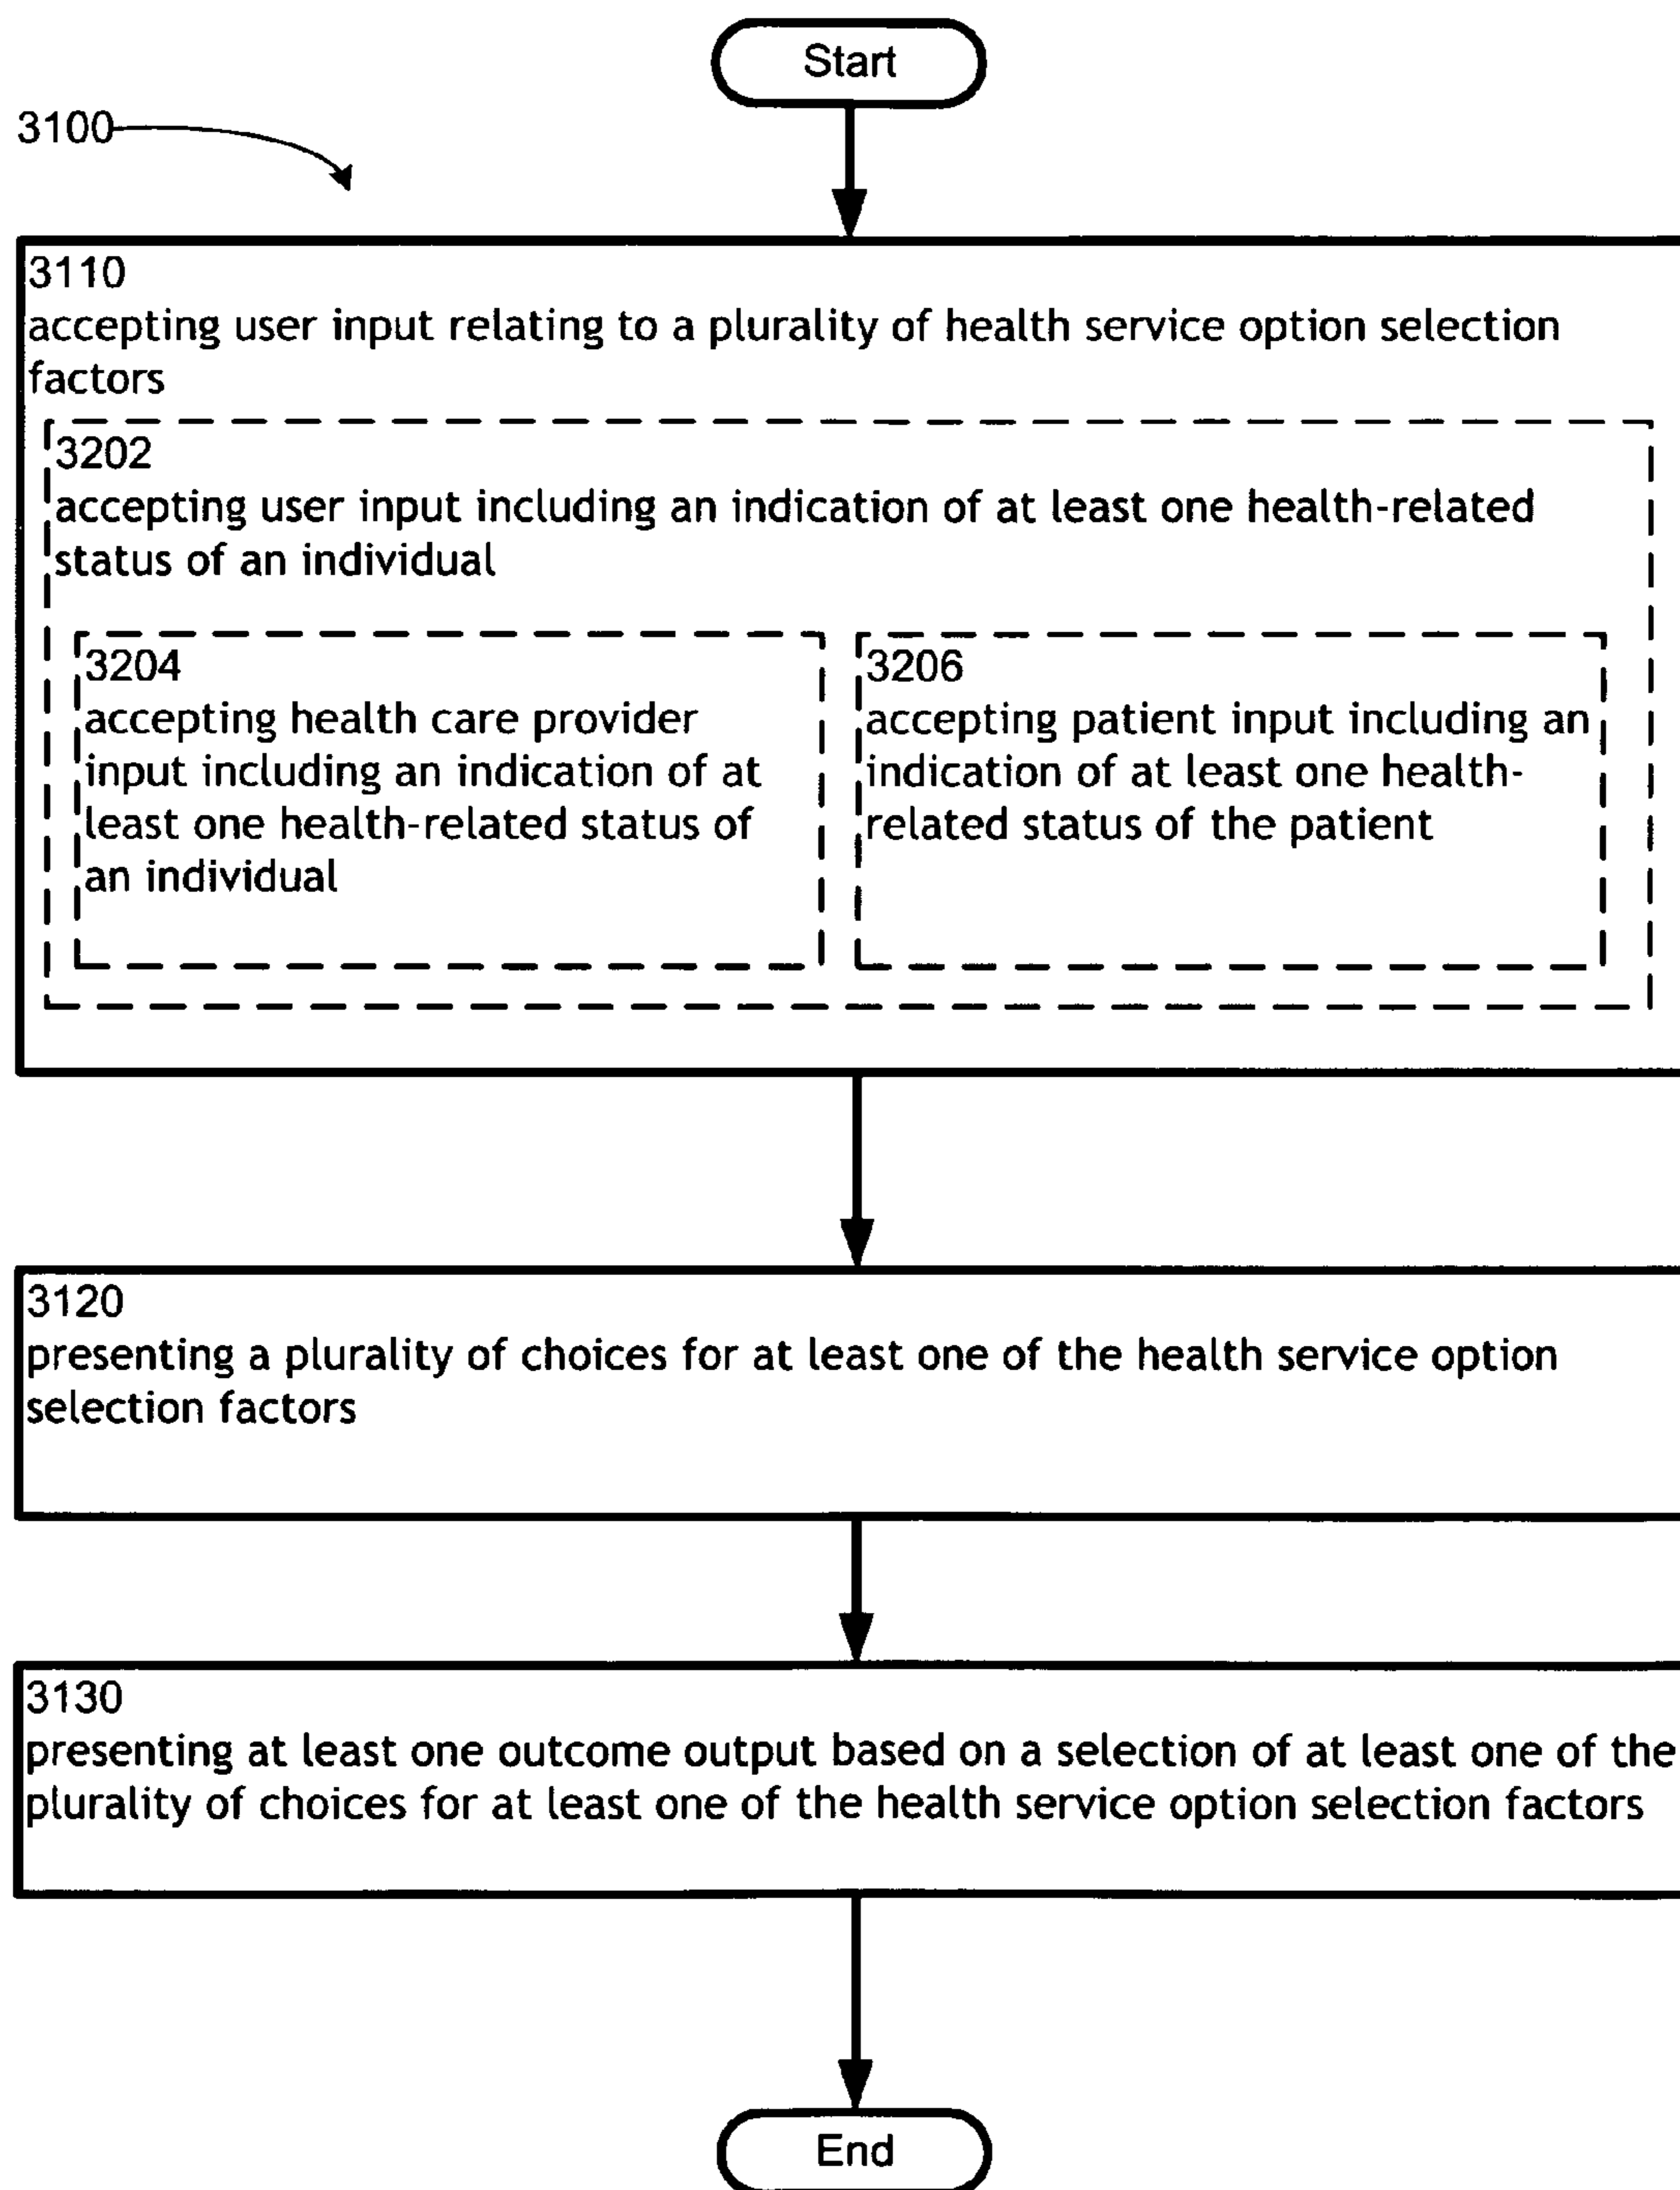 Start
3100
3110
accepting user input relating to a plurality of health service option selection
factors
3202
accepting user input including an indication of at least one health-related
status of an individual
3204
accepting health care provider
input including an indication of at
least one health-related status of
an individual
3206
accepting patient input including an
indication of at least one health-
related status of the patient
3120
presenting a plurality of choices for at least one of the health service option
selection factors
3130
presenting at least one outcome output based on a selection of at least one of the
plurality of choices for at least one of the health service option selection factors
End